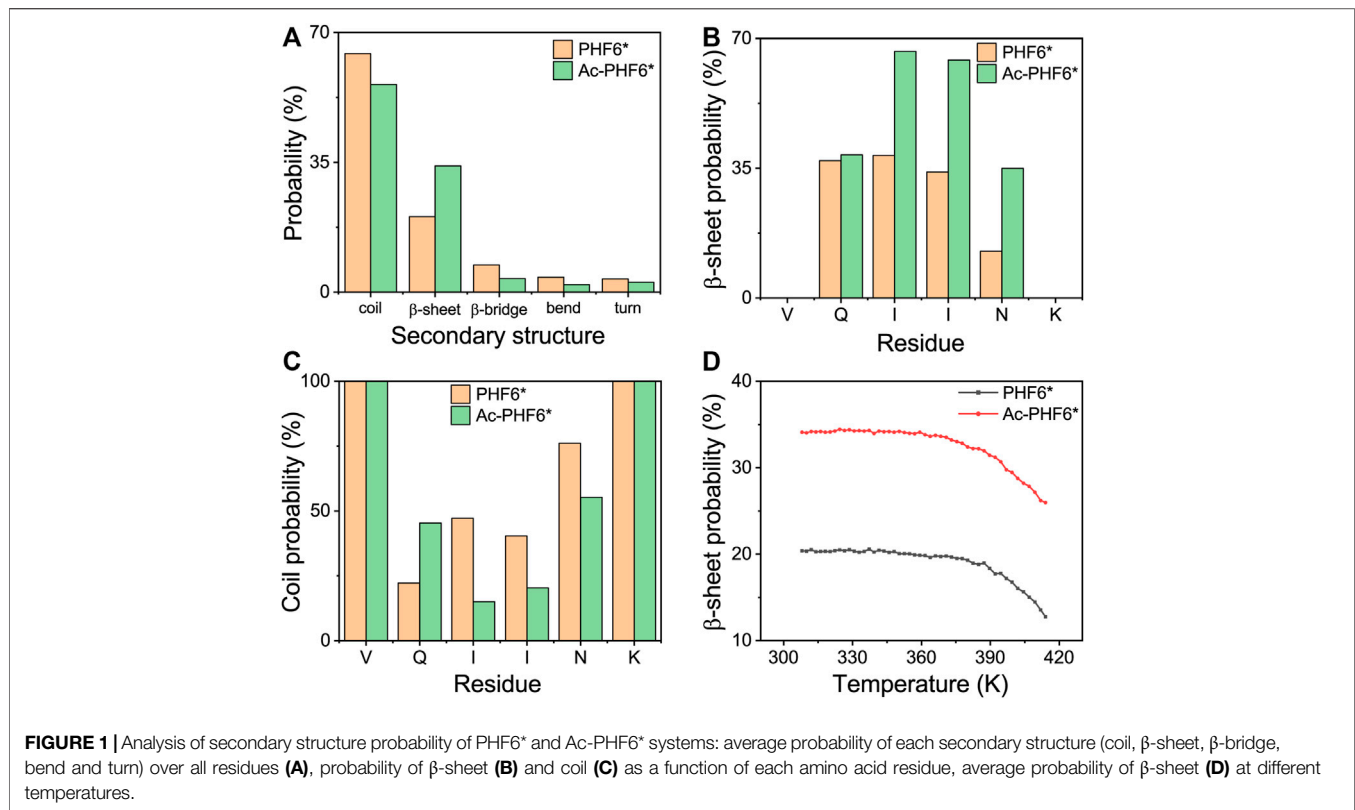 A
70
35
0
Probability (%)
PHF6*
Ac-PHF6*
coil β-sheet β-bridge bend turn
Secondary structure
B
70
35
0
β-sheet probability (%)
PHF6*
Ac-PHF6*
V Q I I N K
Residue
C
100
50
0
Coil probability (%)
PHF6*
Ac-PHF6*
V Q I I N K
Residue
D
40
30
20
10
β-sheet probability (%)
PHF6*
Ac-PHF6*
300 330 360 390 420
Temperature (K)
FIGURE 1 | Analysis of secondary structure probability of PHF6* and Ac-PHF6* systems: average probability of each secondary structure (coil, β-sheet, β-bridge,
bend and turn) over all residues (A), probability of β-sheet (B) and coil (C) as a function of each amino acid residue, average probability of β-sheet (D) at different
temperatures.